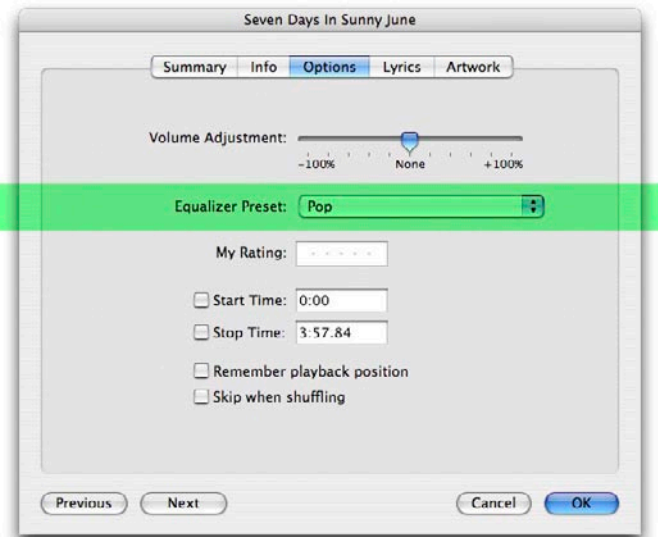 Seven Days In Sunny June
Summary Info Options Lyrics Artwork
Volume Adjustment:
-100% None +100%
Equalizer Preset: Pop
My Rating:
Start Time: 0:00
Stop Time: 3:57.84
Remember playback position
Skip when shuffling
Previous Next Cancel OK